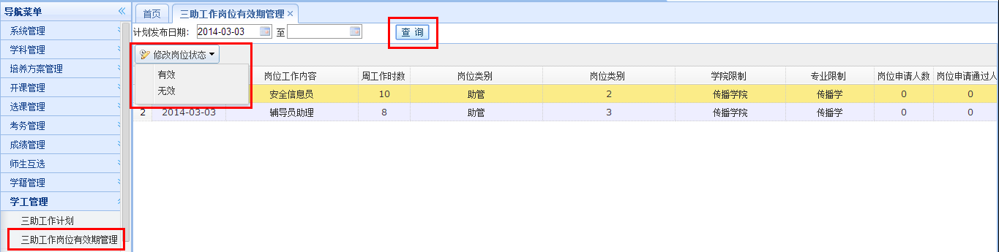 导航菜单
系统管理
学科管理
培养方案管理
开课管理
选课管理
考务管理
成绩管理
师生互选
学籍管理
学工管理
三助工作计划
三助工作岗位有效期管理
首页 三助工作岗位有效期管理
计划发布日期: 2014-03-03 至 查 询
修改岗位状态
有效
无效
岗位工作内容 周工作时数 岗位类别 岗位类别 学院限制 专业限制 岗位申请人数 岗位申请通过人
安全信息员 10 助管 2 传播学院 传播学 0 0
2 2014-03-03 辅导员助理 8 助管 3 传播学院 传播学 0 0